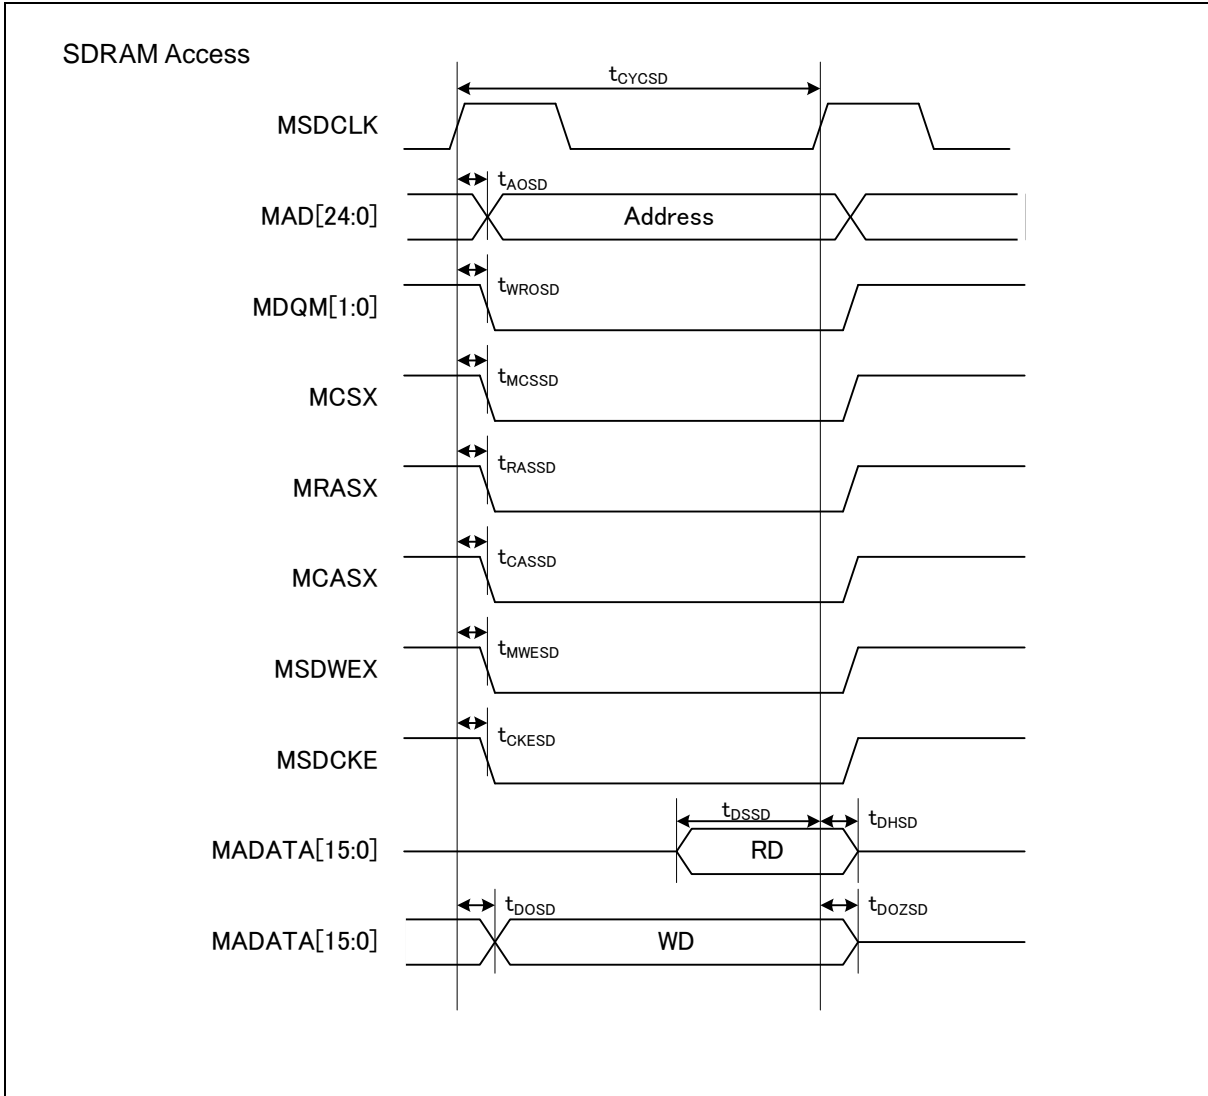 SDRAM Access
tCYCSD
MSDCLK
tAOSD
MAD[24:0]
Address
tWROSD
MDQM[1:0]
tMCSSD
MCSX
tRASSD
MRASX
tCASSD
MCASX
tMWESD
MSDWEX
tCKESD
MSDCKE
tDSSD
tDHSD
MADATA[15:0]
RD
tDOSD
tDOZSD
MADATA[15:0]
WD